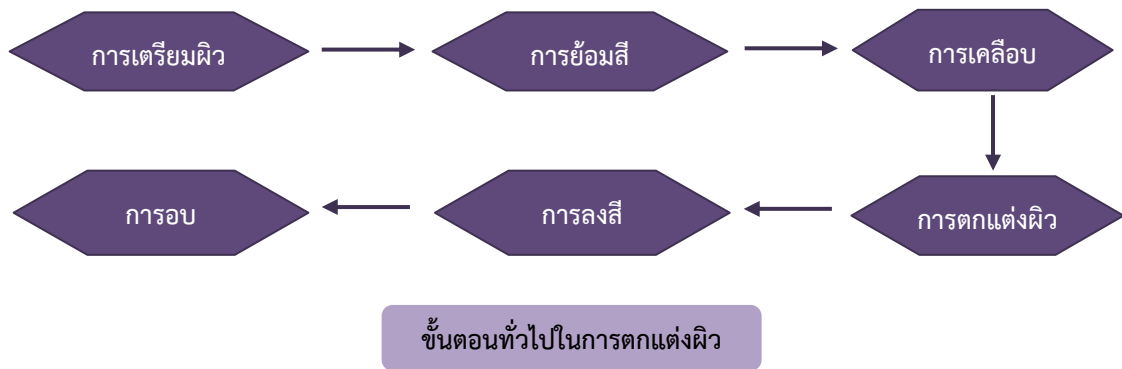 การเตรียมผิว
การย้อมสี
การเคลือบ
การตกแต่งผิว
การลงสี
การอบ
ขั้นตอนทั่วไปในการตกแต่งผิว